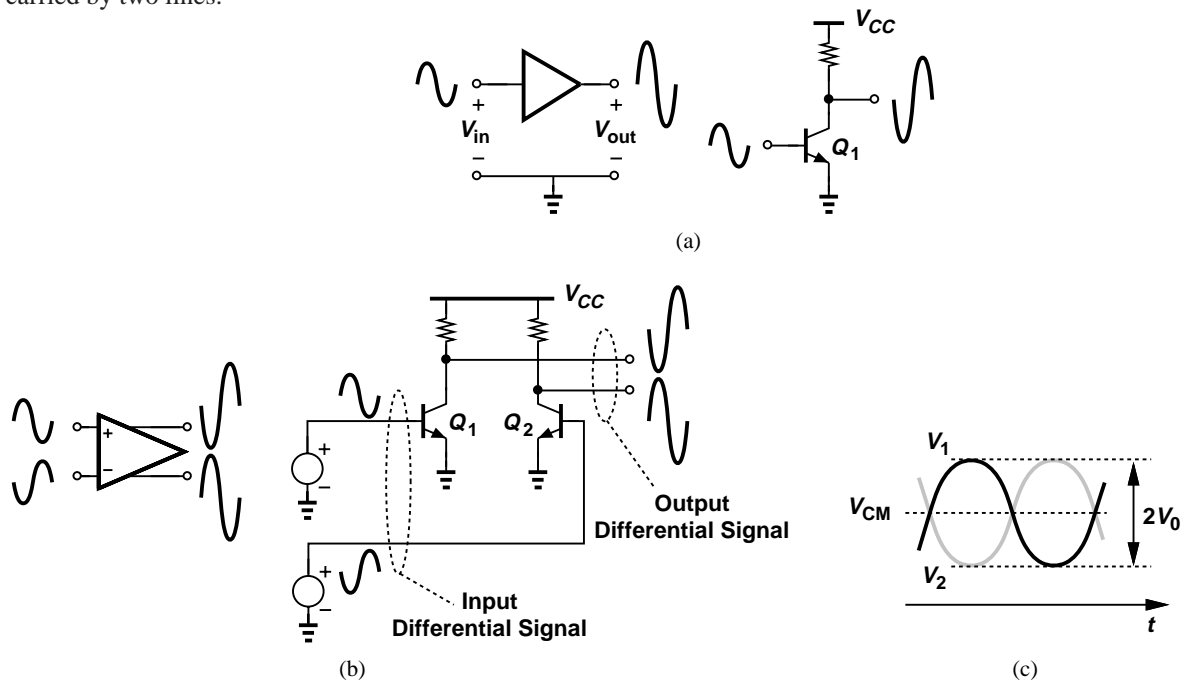 carried by two lines.
V_CC
+
V_in
−
+
V_out
−
Q_1
(a)
V_CC
+
−
Q_1
Q_2
+
−
+
−
Output
Differential Signal
Input
Differential Signal
(b)
V_1
V_CM
V_2
2V_0
t
(c)